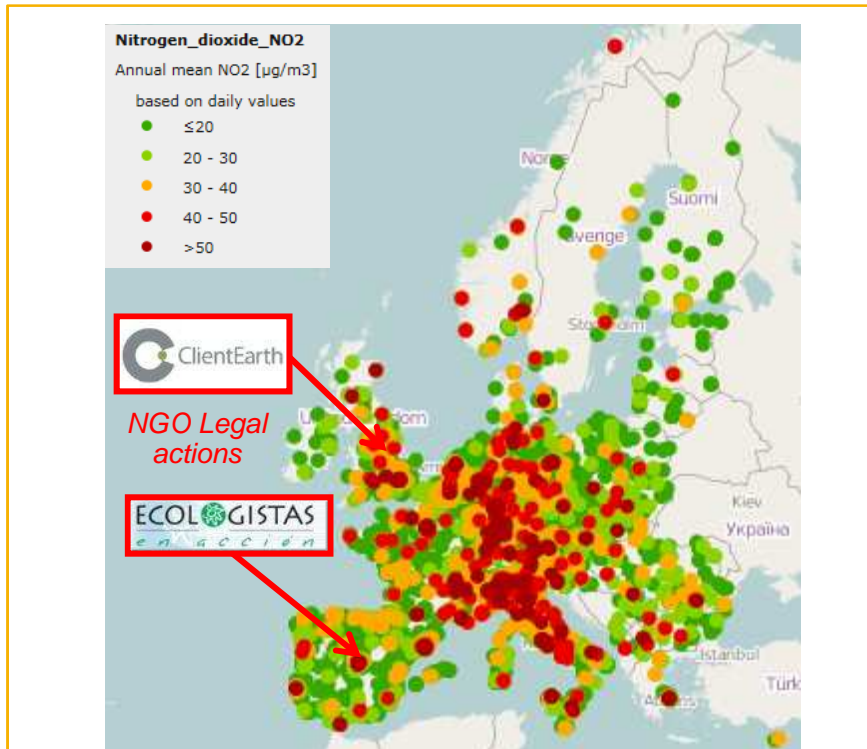 Nitrogen_dioxide_NO2
Annual mean NO2 [µg/m3]
based on daily values
≤20
20 - 30
30 - 40
40 - 50
>50
Norge
Suomi
Sverige
Stockholm
ClientEarth
NGO Legal
actions
ECOLOGISTAS
en acción
Kiev
Україна
Istanbul